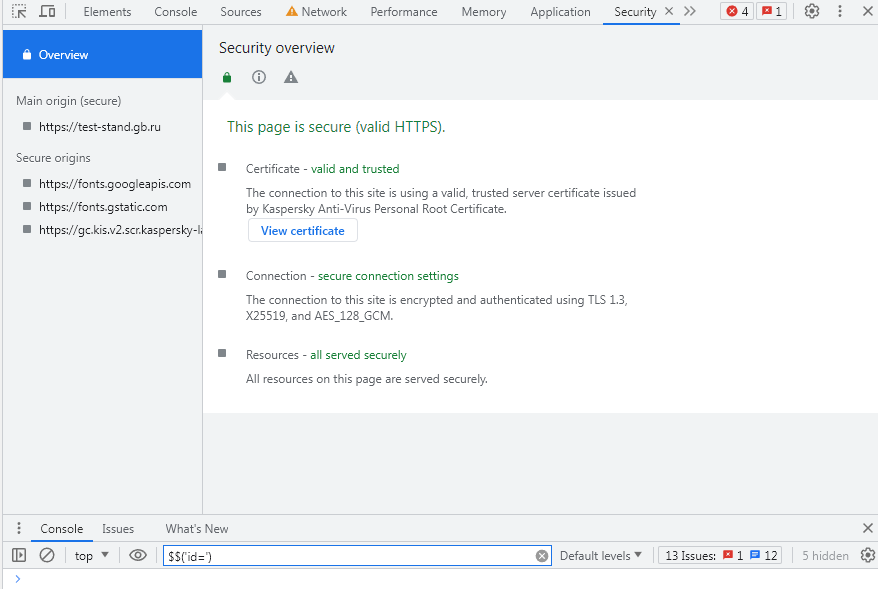 Elements Console Sources Network Performance Memory Application Security 4 1
Overview
Security overview
Main origin (secure)
https://test-stand.gb.ru
Secure origins
https://fonts.googleapis.com
https://fonts.gstatic.com
https://gc.kis.v2.scr.kaspersky-la
This page is secure (valid HTTPS).
Certificate - valid and trusted
The connection to this site is using a valid, trusted server certificate issued
by Kaspersky Anti-Virus Personal Root Certificate.
View certificate
Connection - secure connection settings
The connection to this site is encrypted and authenticated using TLS 1.3,
X25519, and AES_128_GCM.
Resources - all served securely
All resources on this page are served securely.
Console Issues What's New
top $$('id=') Default levels 13 Issues: 1 12 5 hidden